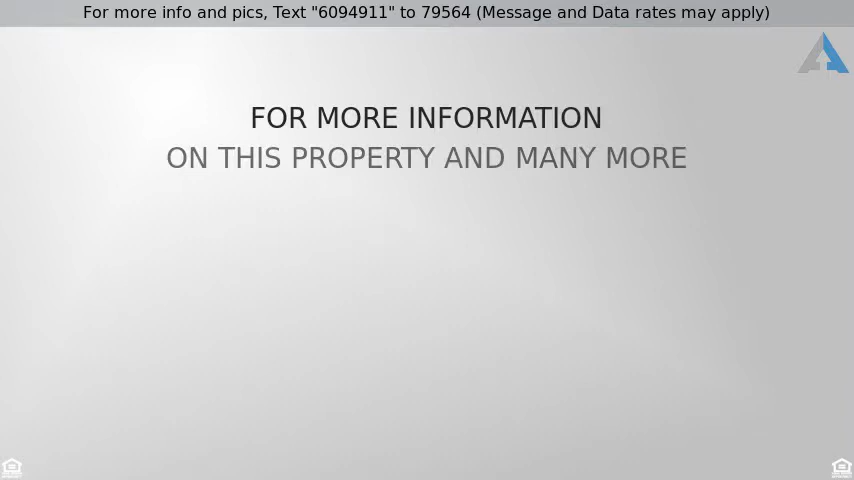 For more info and pics, Text "6094911" to 79564 (Message and Data rates may apply)
FOR MORE INFORMATION
ON THIS PROPERTY AND MANY MORE